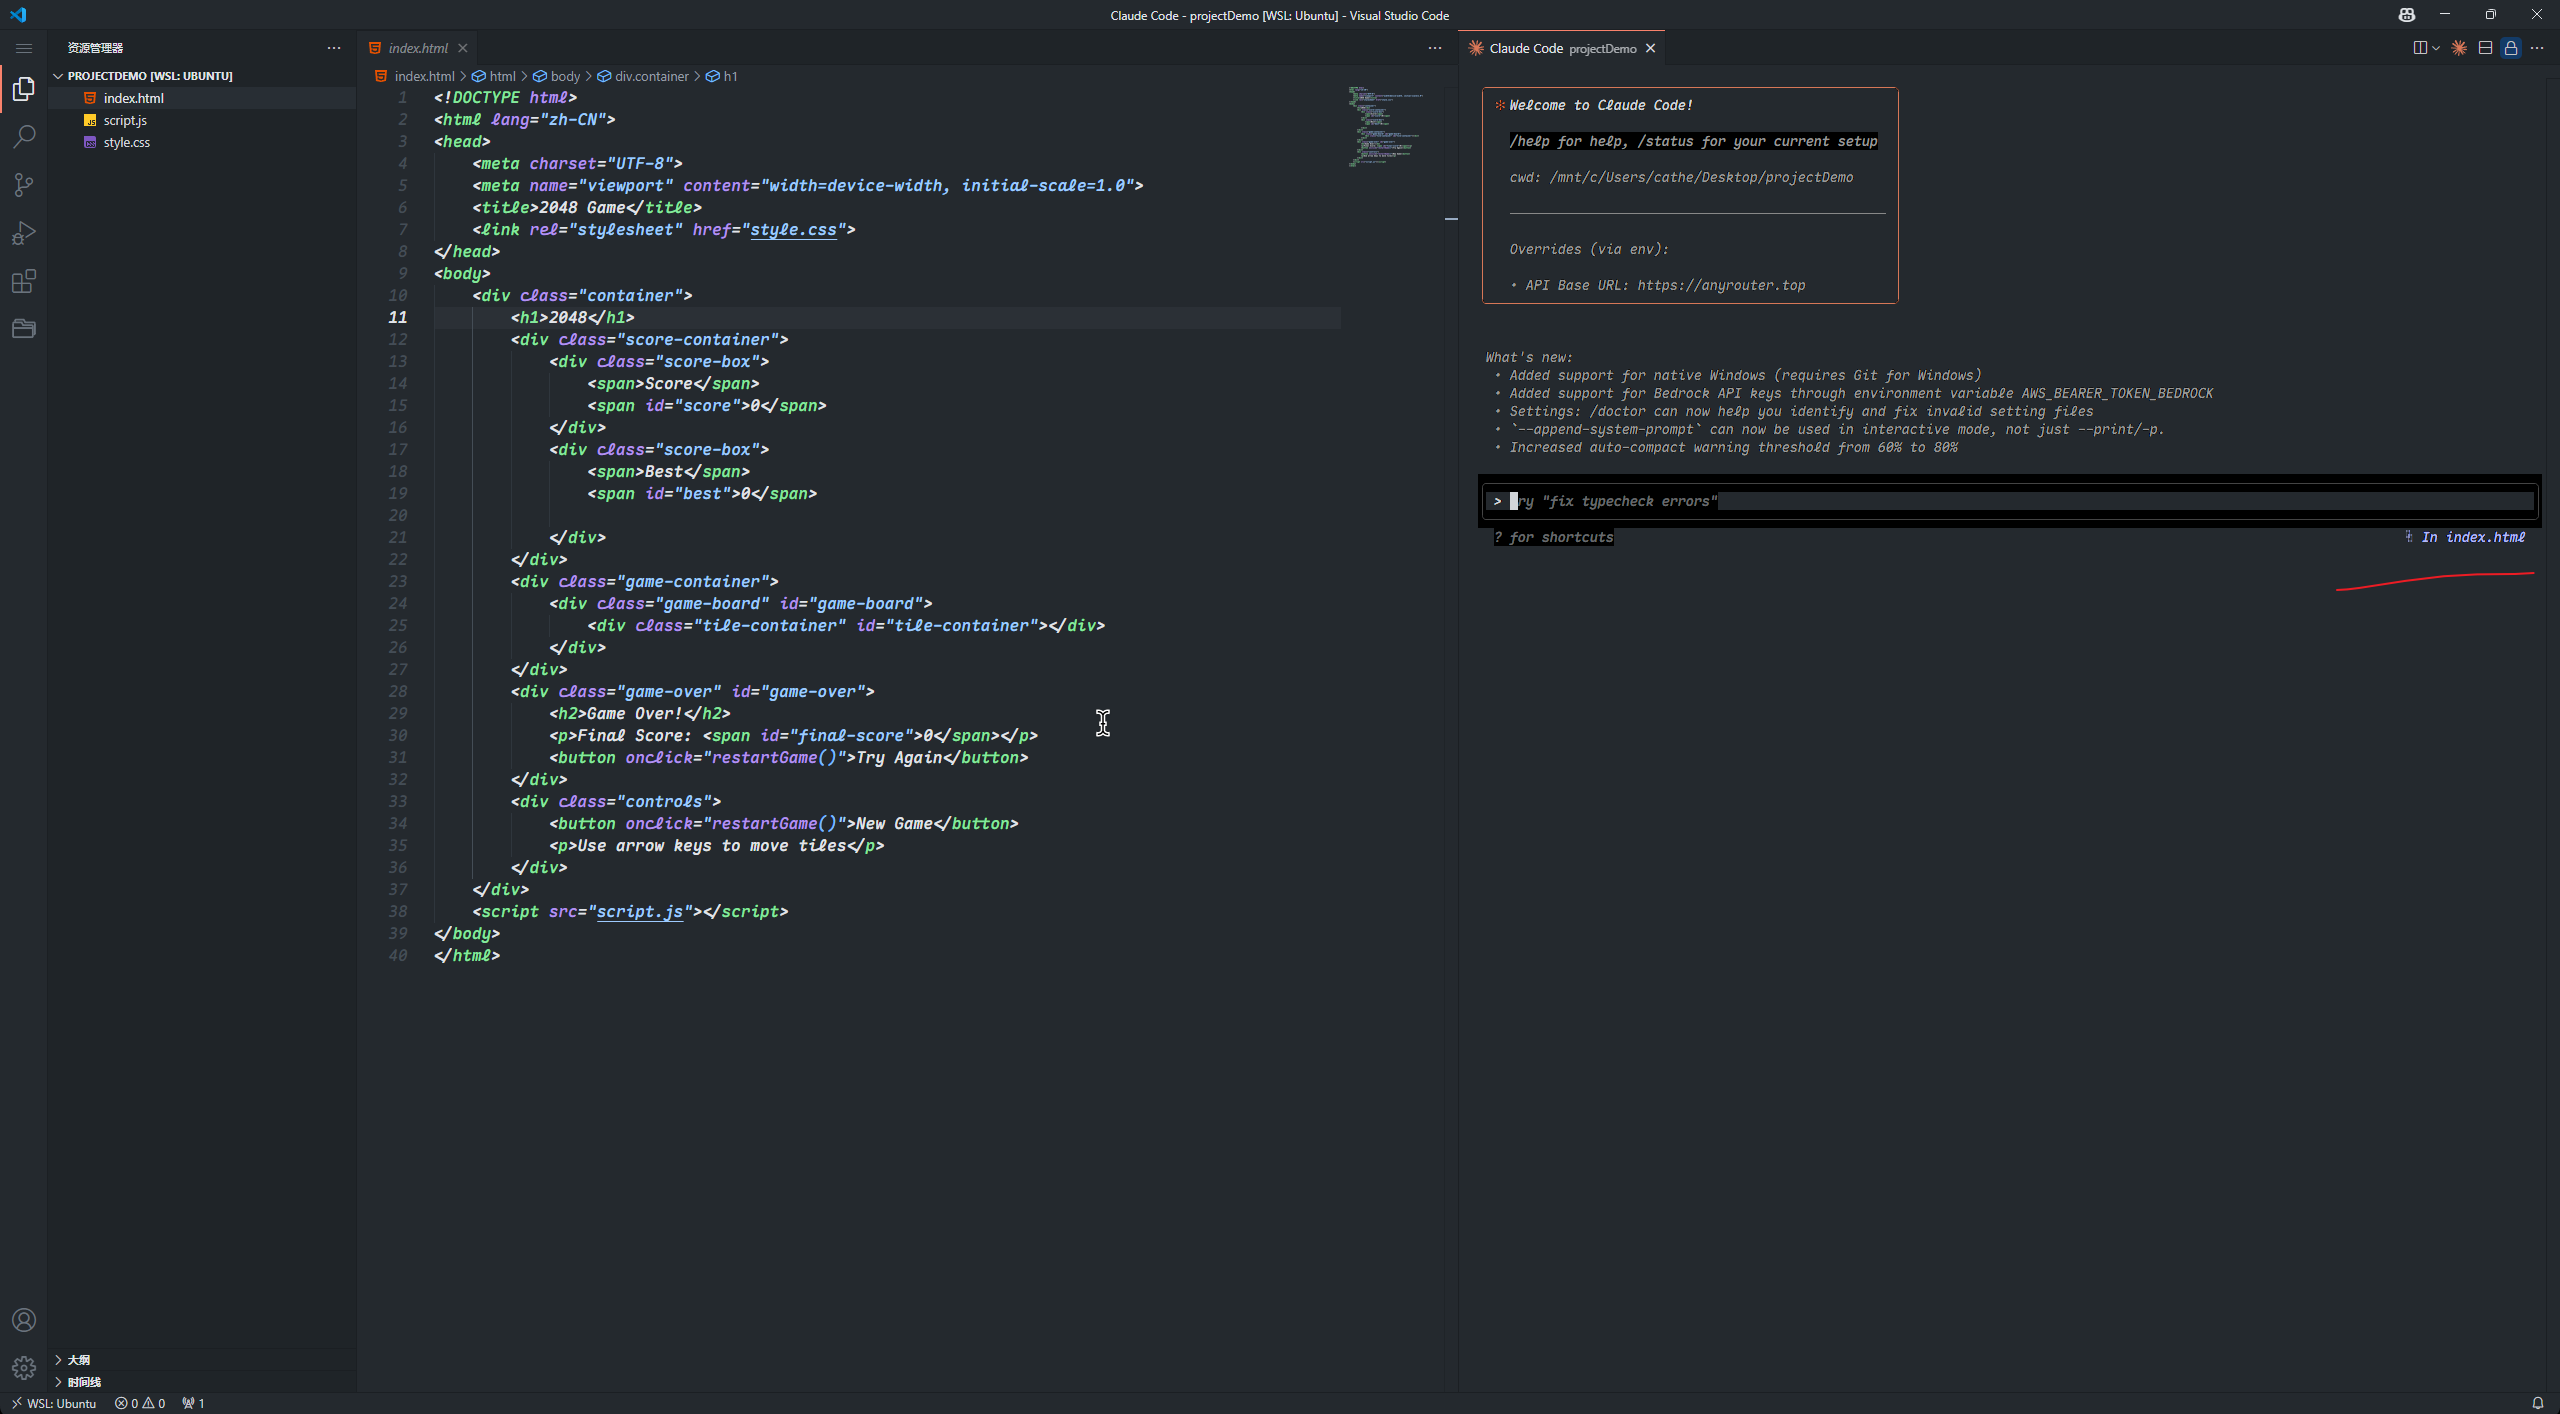 Claude Code - projectDemo [WSL: Ubuntu] - Visual Studio Code
资源管理器
PROJECTDEMO [WSL: UBUNTU]
index.html
script.js
style.css
大纲
时间线
index.html
index.html > html > body > div.container > h1
1 <!DOCTYPE html>
2 <html lang="zh-CN">
3 <head>
4 <meta charset="UTF-8">
5 <meta name="viewport" content="width=device-width, initial-scale=1.0">
6 <title>2048 Game</title>
7 <link rel="stylesheet" href="style.css">
8 </head>
9 <body>
10 <div class="container">
11 <h1>2048</h1>
12 <div class="score-container">
13 <div class="score-box">
14 <span>Score</span>
15 <span id="score">0</span>
16 </div>
17 <div class="score-box">
18 <span>Best</span>
19 <span id="best">0</span>
20
21 </div>
22 </div>
23 <div class="game-container">
24 <div class="game-board" id="game-board">
25 <div class="tile-container" id="tile-container"></div>
26 </div>
27 </div>
28 <div class="game-over" id="game-over">
29 <h2>Game Over!</h2>
30 <p>Final Score: <span id="final-score">0</span></p>
31 <button onclick="restartGame()">Try Again</button>
32 </div>
33 <div class="controls">
34 <button onclick="restartGame()">New Game</button>
35 <p>Use arrow keys to move tiles</p>
36 </div>
37 </div>
38 <script src="script.js"></script>
39 </body>
40 </html>
Claude Code projectDemo
Welcome to Claude Code!
/help for help, /status for your current setup
cwd: /mnt/c/Users/cathe/Desktop/projectDemo
Overrides (via env):
• API Base URL: https://anyrouter.top
What's new:
• Added support for native Windows (requires Git for Windows)
• Added support for Bedrock API keys through environment variable AWS_BEARER_TOKEN_BEDROCK
• Settings: /doctor can now help you identify and fix invalid setting files
• `--append-system-prompt` can now be used in interactive mode, not just --print/-p.
• Increased auto-compact warning threshold from 60% to 80%
> ry "fix typecheck errors"
? for shortcuts
In index.html
WSL: Ubuntu 0 0 1